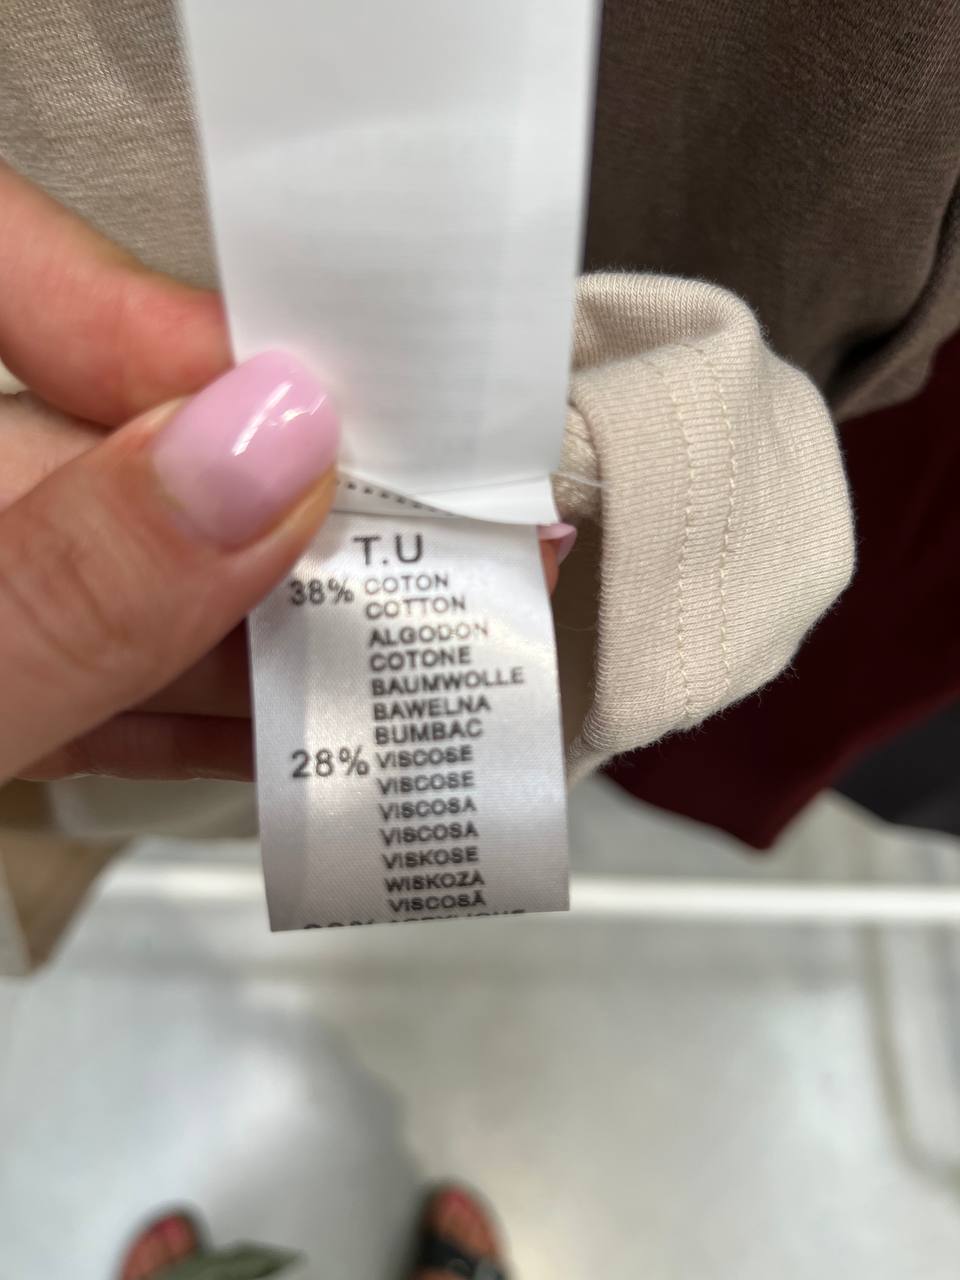 T.U
38% COTON
COTTON
ALGODON
COTONE
BAUMWOLLE
BAWELNA
BUMBAC
28% VISCOSE
VISCOSE
VISCOSA
VISCOSA
VISKOSE
WISKOZA
VISCOSĂ